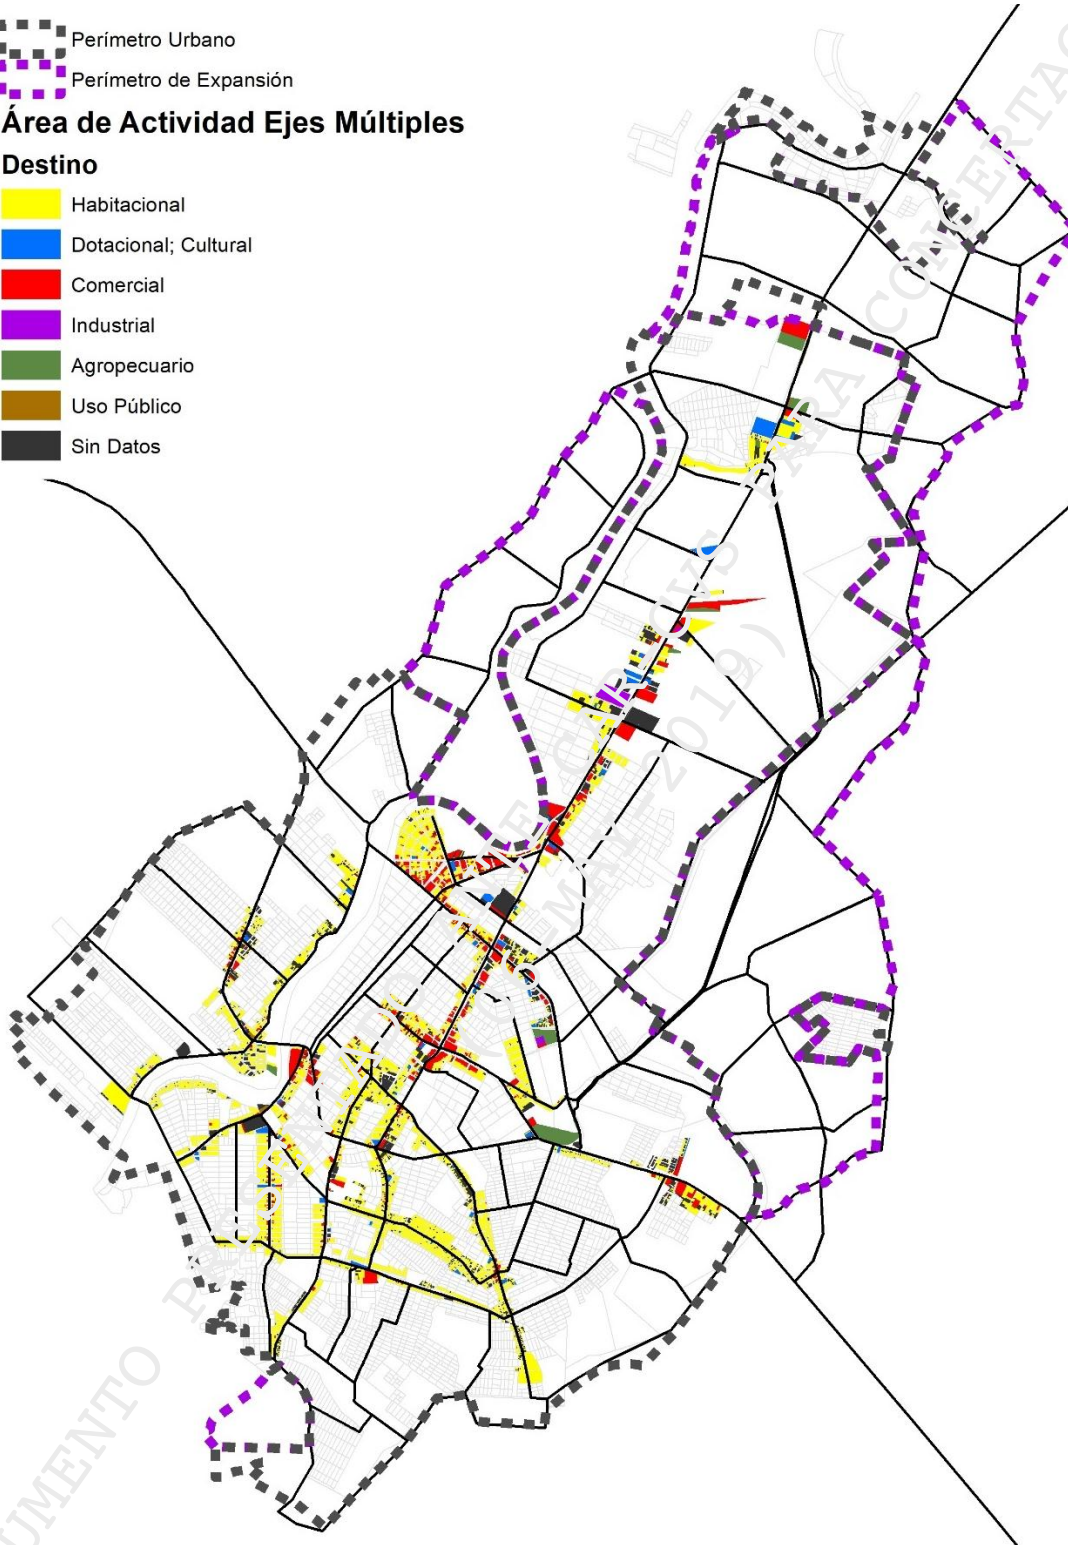 Perímetro Urbano
Perímetro de Expansión
Área de Actividad Ejes Múltiples
Destino
Habitacional
Dotacional; Cultural
Comercial
Industrial
Agropecuario
Uso Público
Sin Datos